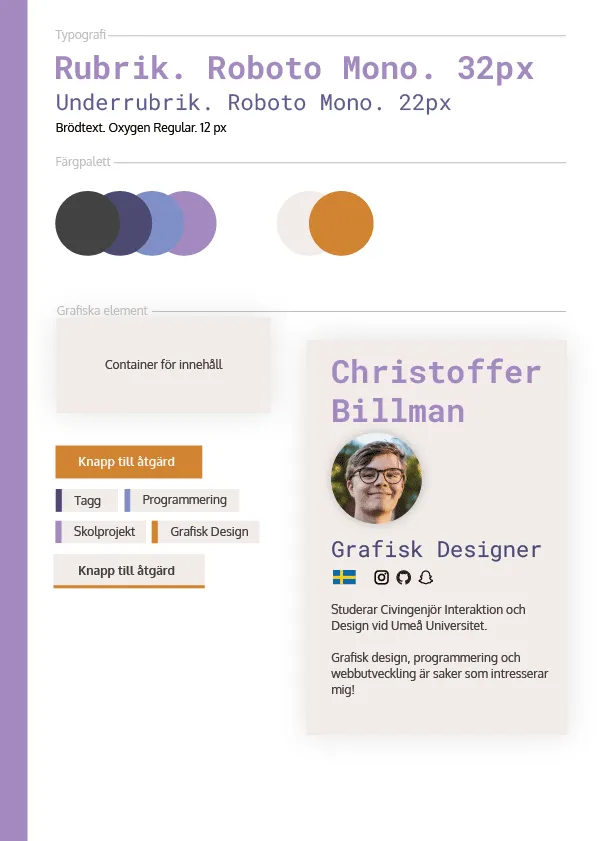 Typografi
Rubrik. Roboto Mono. 32px
Underrubrik. Roboto Mono. 22px
Brödtext. Oxygen Regular. 12 px
Färgpalett
Grafiska element
Container för innehåll
Knapp till åtgärd
Tagg
Programmering
Skolprojekt
Grafisk Design
Knapp till åtgärd
Christoffer
Billman
Grafisk Designer
Studerar Civingenjör Interaktion och
Design vid Umeå Universitet.
Grafisk design, programmering och
webbutveckling är saker som intresserar
mig!